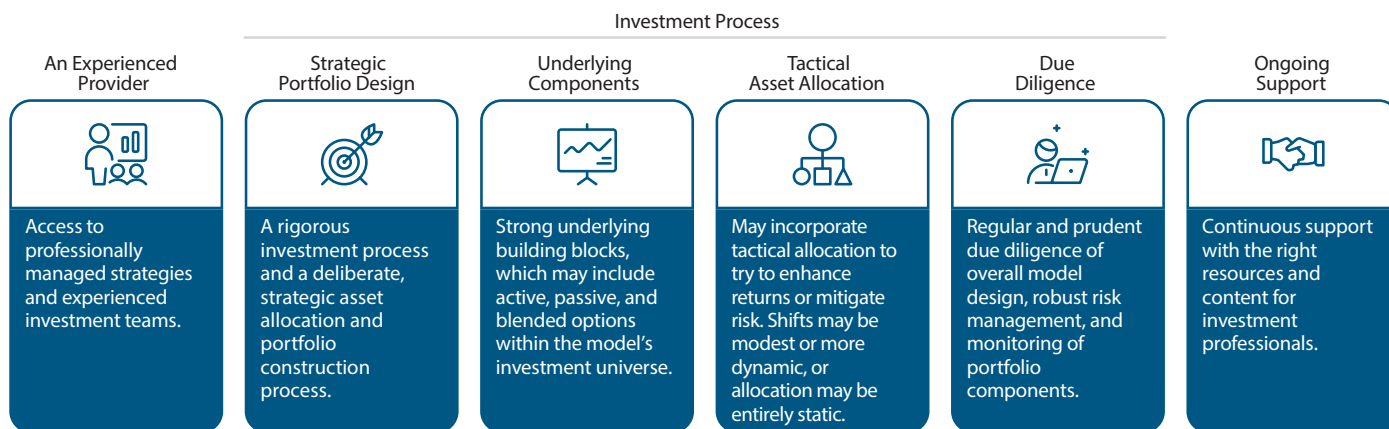 Investment Process
An Experienced
Provider
Access to
professionally
managed strategies
and experienced
investment teams.
Strategic
Portfolio Design
A rigorous
investment process
and a deliberate,
strategic asset
allocation and
portfolio
construction
process.
Underlying
Components
Strong underlying
building blocks,
which may include
active, passive, and
blended options
within the model’s
investment universe.
Tactical
Asset Allocation
May incorporate
tactical allocation to
try to enhance
returns or mitigate
risk. Shifts may be
modest or more
dynamic, or
allocation may be
entirely static.
Due
Diligence
Regular and prudent
due diligence of
overall model
design, robust risk
management, and
monitoring of
portfolio
components.
Ongoing
Support
Continuous support
with the right
resources and
content for
investment
professionals.